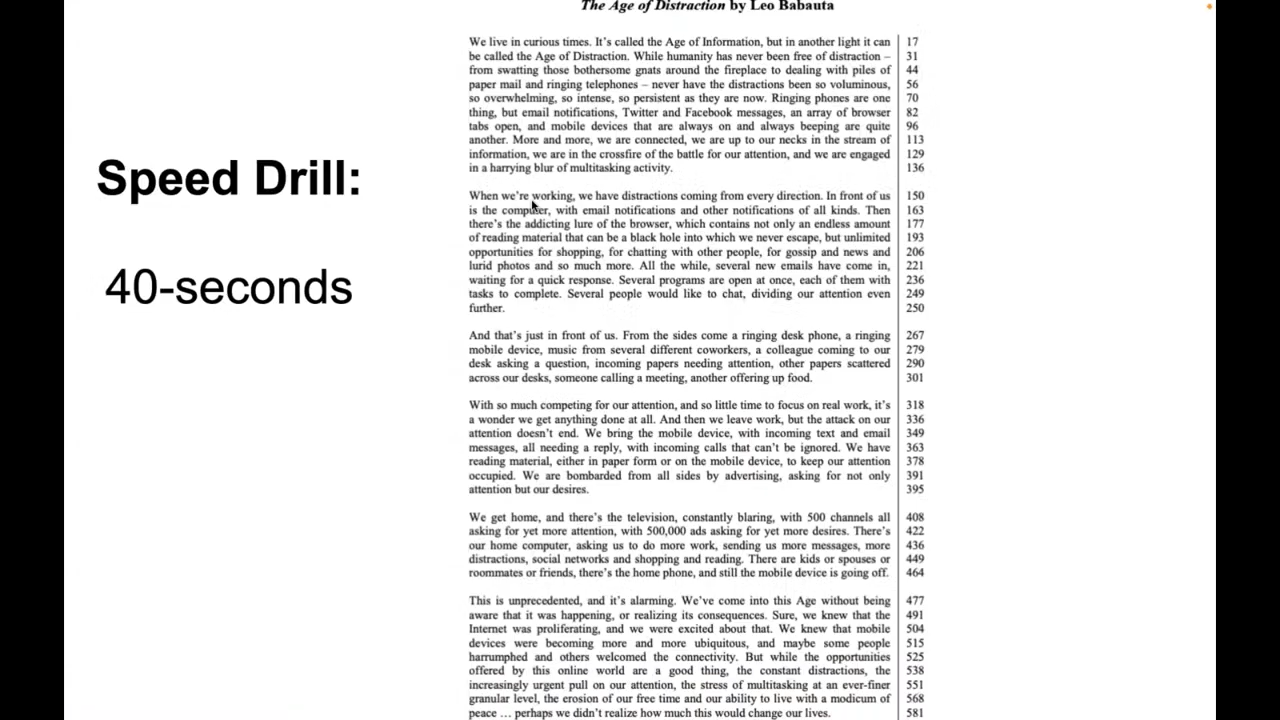 The Age of Distraction by Leo Babauta
Speed Drill:
40-seconds
We live in curious times. It's called the Age of Information, but in another light it can 17
be called the Age of Distraction. While humanity has never been free of distraction – 31
from swatting those bothersome gnats around the fireplace to dealing with piles of 44
paper mail and ringing telephones – never have the distractions been so voluminous, 56
so overwhelming, so intense, so persistent as they are now. Ringing phones are one 70
thing, but email notifications, Twitter and Facebook messages, an array of browser 82
tabs open, and mobile devices that are always on and always beeping are quite 96
another. More and more, we are connected, we are up to our necks in the stream of 113
information, we are in the crossfire of the battle for our attention, and we are engaged 129
in a harrying blur of multitasking activity. 136
When we're working, we have distractions coming from every direction. In front of us 150
is the computer, with email notifications and other notifications of all kinds. Then 163
there's the addicting lure of the browser, which contains not only an endless amount 177
of reading material that can be a black hole into which we never escape, but unlimited 193
opportunities for shopping, for chatting with other people, for gossip and news and 206
lurid photos and so much more. All the while, several new emails have come in, 221
waiting for a quick response. Several programs are open at once, each of them with 236
tasks to complete. Several people would like to chat, dividing our attention even 249
further. 250
And that's just in front of us. From the sides come a ringing desk phone, a ringing 267
mobile device, music from several different coworkers, a colleague coming to our 279
desk asking a question, incoming papers needing attention, other papers scattered 290
across our desks, someone calling a meeting, another offering up food. 301
With so much competing for our attention, and so little time to focus on real work, it's 318
a wonder we get anything done at all. And then we leave work, but the attack on our 336
attention doesn't end. We bring the mobile device, with incoming text and email 349
messages, all needing a reply, with incoming calls that can't be ignored. We have 363
reading material, either in paper form or on the mobile device, to keep our attention 378
occupied. We are bombarded from all sides by advertising, asking for not only 391
attention but our desires. 395
We get home, and there's the television, constantly blaring, with 500 channels all 408
asking for yet more attention, with 500,000 ads asking for yet more desires. There's 422
our home computer, asking us to do more work, sending us more messages, more 436
distractions, social networks and shopping and reading. There are kids or spouses or 449
roommates or friends, there's the home phone, and still the mobile device is going off. 464
This is unprecedented, and it's alarming. We've come into this Age without being 477
aware that it was happening, or realizing its consequences. Sure, we knew that the 491
Internet was proliferating, and we were excited about that. We knew that mobile 504
devices were becoming more and more ubiquitous, and maybe some people 515
harrumphed and others welcomed the connectivity. But while the opportunities 525
offered by this online world are a good thing, the constant distractions, the 538
increasingly urgent pull on our attention, the stress of multitasking at an ever-finer 551
granular level, the erosion of our free time and our ability to live with a modicum of 568
peace … perhaps we didn't realize how much this would change our lives. 581